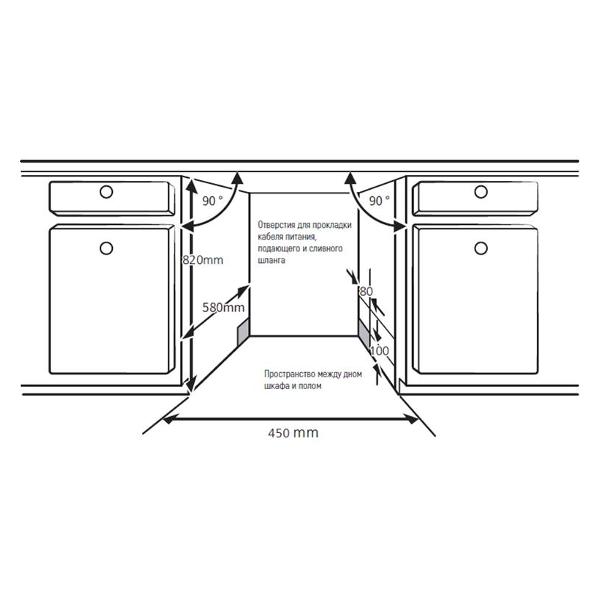 90°
90°
Отверстия для прокладки
кабеля питания,
подающего и сливного
шланга
820mm
580mm
80
100
Пространство между дном
шкафа и полом
450 mm